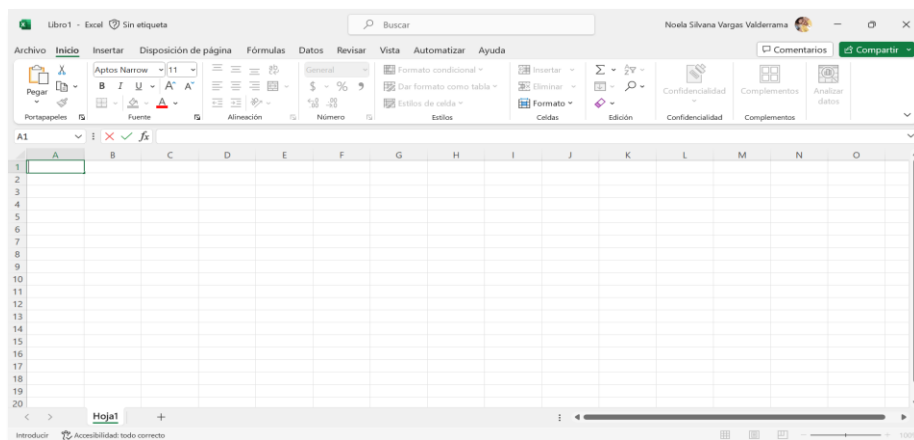 Libro1 - Excel Sin etiqueta Buscar Noela Silvana Vargas Valderrama
Archivo Inicio Insertar Disposición de página Fórmulas Datos Revisar Vista Automatizar Ayuda Comentarios Compartir
Aptos Narrow 11 General Formato condicional Insertar
Pegar N K S Dar formato como tabla Eliminar Confidencialidad Complementos Analizar datos
Estilos de celda Formato
Portapapeles Fuente Alineación Número Estilos Celdas Edición Confidencialidad Complementos
A1 fx
A B C D E F G H I J K L M N O
1
2
3
4
5
6
7
8
9
10
11
12
13
14
15
16
17
18
19
20
Hoja1
Introducir Accesibilidad: todo correcto 100%